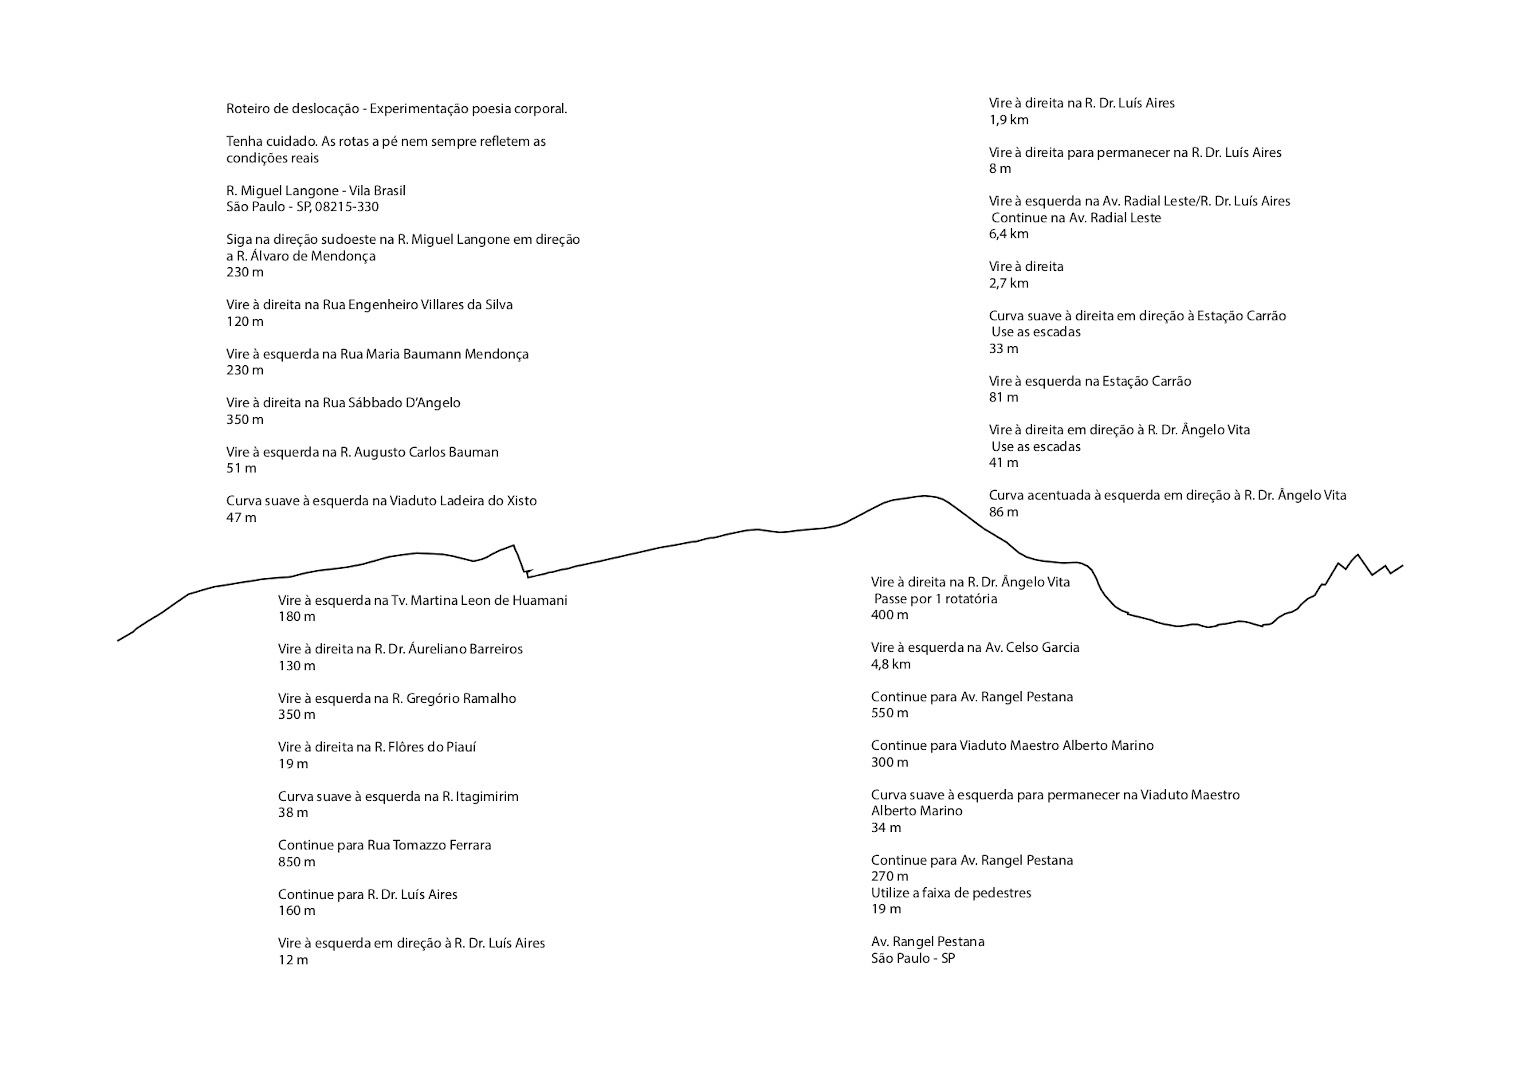 Roteiro de deslocação - Experimentação poesia corporal.
Tenha cuidado. As rotas a pé nem sempre refletem as
condições reais
R. Miguel Langone - Vila Brasil
São Paulo - SP, 08215-330
Siga na direção sudoeste na R. Miguel Langone em direção
a R. Álvaro de Mendonça
230 m
Vire à direita na Rua Engenheiro Villares da Silva
120 m
Vire à esquerda na Rua Maria Baumann Mendonça
230 m
Vire à direita na Rua Sábbado D'Angelo
350 m
Vire à esquerda na R. Augusto Carlos Bauman
51 m
Curva suave à esquerda na Viaduto Ladeira do Xisto
47 m
Vire à esquerda na Tv. Martina Leon de Huamani
180 m
Vire à direita na R. Dr. Áureliano Barreiros
130 m
Vire à esquerda na R. Gregório Ramalho
350 m
Vire à direita na R. Flôres do Piauí
19 m
Curva suave à esquerda na R. Itagimirim
38 m
Continue para Rua Tomazzo Ferrara
850 m
Continue para R. Dr. Luís Aires
160 m
Vire à esquerda em direção à R. Dr. Luís Aires
12 m
Vire à direita na R. Dr. Luís Aires
1,9 km
Vire à direita para permanecer na R. Dr. Luís Aires
8 m
Vire à esquerda na Av. Radial Leste/R. Dr. Luís Aires
Continue na Av. Radial Leste
6,4 km
Vire à direita
2,7 km
Curva suave à direita em direção à Estação Carrão
Use as escadas
33 m
Vire à esquerda na Estação Carrão
81 m
Vire à direita em direção à R. Dr. Ângelo Vita
Use as escadas
41 m
Curva acentuada à esquerda em direção à R. Dr. Ângelo Vita
86 m
Vire à direita na R. Dr. Ângelo Vita
Passe por 1 rotatória
400 m
Vire à esquerda na Av. Celso Garcia
4,8 km
Continue para Av. Rangel Pestana
550 m
Continue para Viaduto Maestro Alberto Marino
300 m
Curva suave à esquerda para permanecer na Viaduto Maestro
Alberto Marino
34 m
Continue para Av. Rangel Pestana
270 m
Utilize a faixa de pedestres
19 m
Av. Rangel Pestana
São Paulo - SP